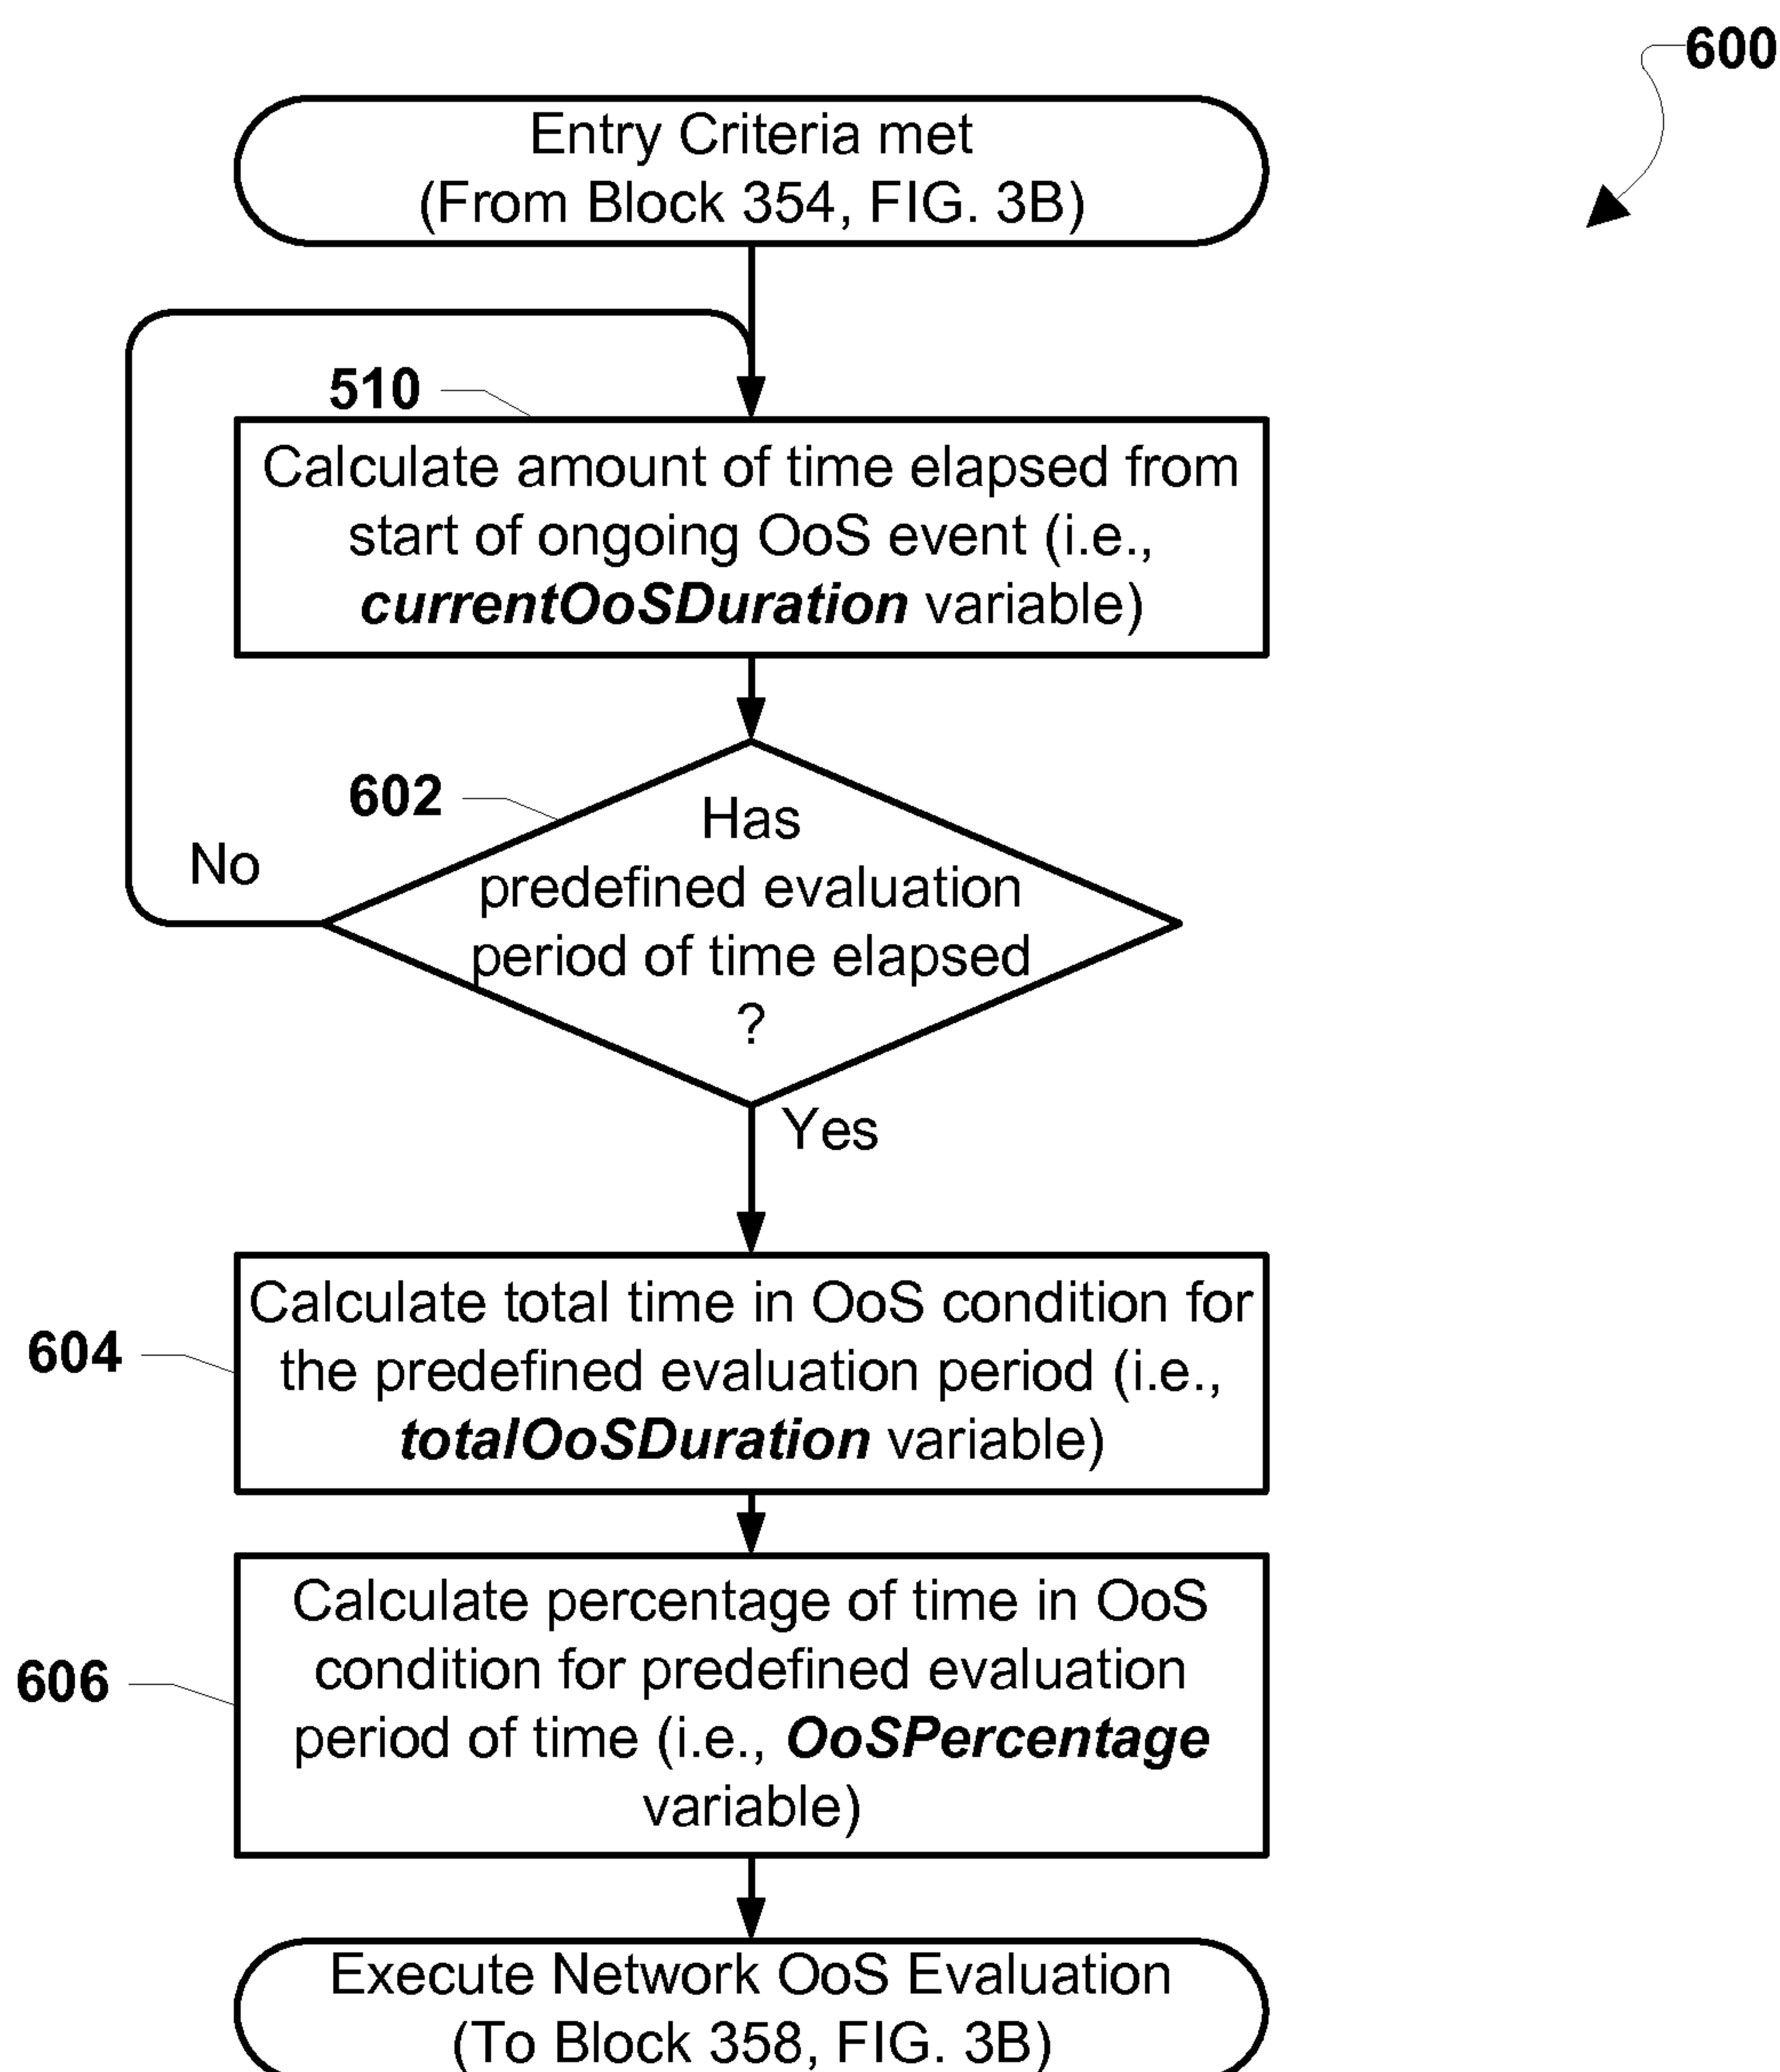 600
Entry Criteria met
(From Block 354, FIG. 3B)
510
Calculate amount of time elapsed from
start of ongoing OoS event (i.e.,
currentOoSDuration variable)
602
Has
predefined evaluation
period of time elapsed
?
No
Yes
604
Calculate total time in OoS condition for
the predefined evaluation period (i.e.,
totalOoSDuration variable)
606
Calculate percentage of time in OoS
condition for predefined evaluation
period of time (i.e., OoSPercentage
variable)
Execute Network OoS Evaluation
(To Block 358, FIG. 3B)